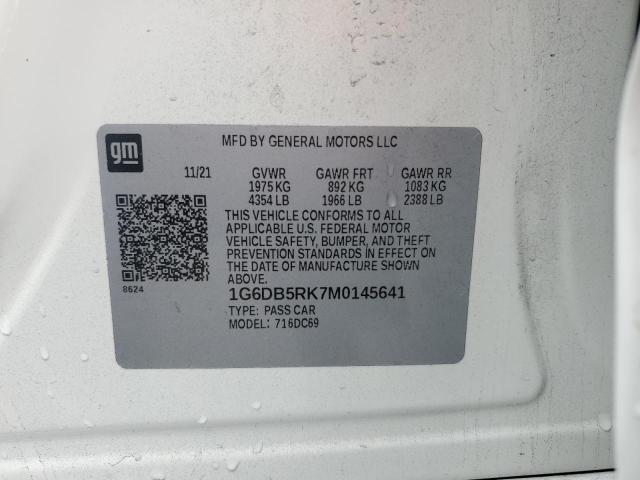 gm
MFD BY GENERAL MOTORS LLC
11/21 GVWR GAWR FRT GAWR RR
1975 KG 892 KG 1083 KG
4354 LB 1966 LB 2388 LB
THIS VEHICLE CONFORMS TO ALL
APPLICABLE U.S. FEDERAL MOTOR
VEHICLE SAFETY, BUMPER, AND THEFT
PREVENTION STANDARDS IN EFFECT ON
THE DATE OF MANUFACTURE SHOWN
ABOVE.
8624
1G6DB5RK7M0145641
TYPE: PASS CAR
MODEL: 716DC69